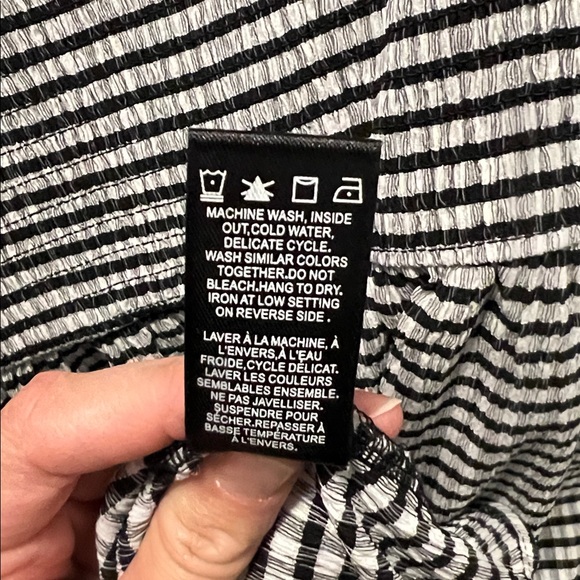 MACHINE WASH, INSIDE
OUT,COLD WATER,
DELICATE CYCLE.
WASH SIMILAR COLORS
TOGETHER.DO NOT
BLEACH.HANG TO DRY.
IRON AT LOW SETTING
ON REVERSE SIDE .
LAVER À LA MACHINE, À
L'ENVERS,À L'EAU
FROIDE,CYCLE DÉLICAT.
LAVER LES COULEURS
SEMBLABLES ENSEMBLE.
NE PAS JAVELLISER.
SUSPENDRE POUR
SÉCHER.REPASSER À
BASSE TEMPÉRATURE
À L'ENVERS.